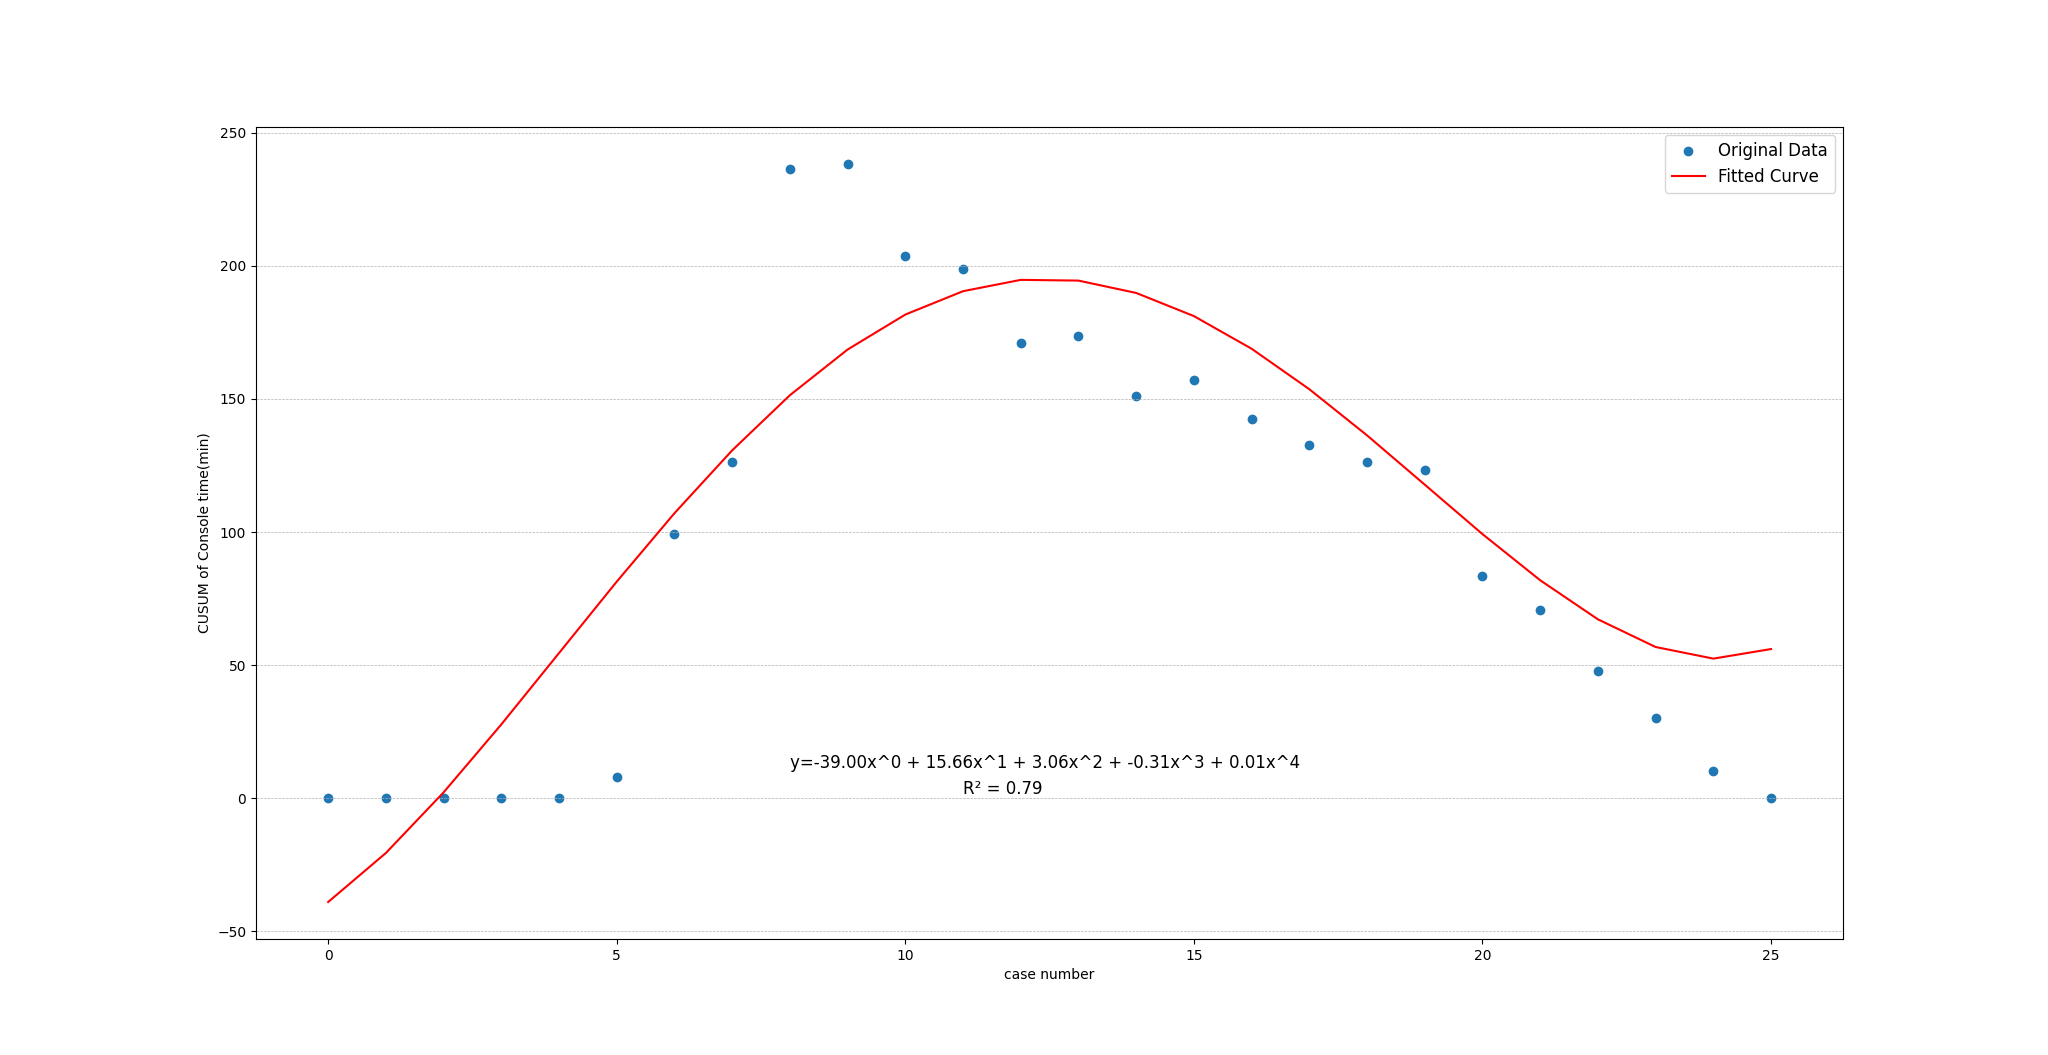 250
200
150
100
50
0
−50
CUSUM of Console time(min)
Original Data
Fitted Curve
y=-39.00x^0 + 15.66x^1 + 3.06x^2 + -0.31x^3 + 0.01x^4
R² = 0.79
0 5 10 15 20 25
case number